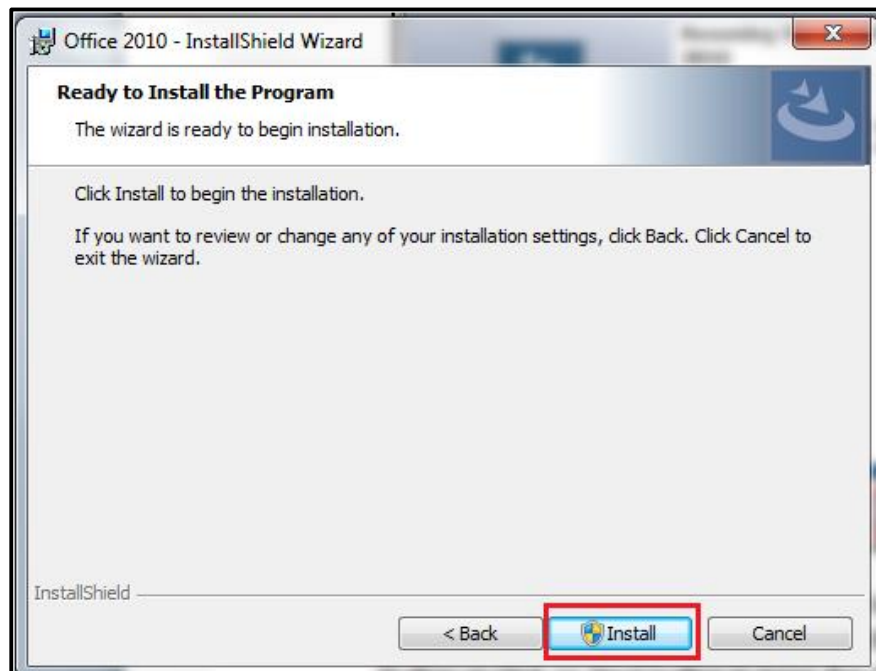 Office 2010 - InstallShield Wizard
Ready to Install the Program
The wizard is ready to begin installation.
Click Install to begin the installation.
If you want to review or change any of your installation settings, click Back. Click Cancel to
exit the wizard.
InstallShield
< Back
Install
Cancel